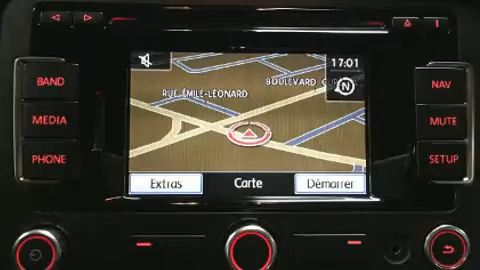 BAND
MEDIA
PHONE
17:01
N
BOULEVARD
RUE ÉMILE-LÉONARD
Extras
Carte
Démarrer
NAV
MUTE
SETUP